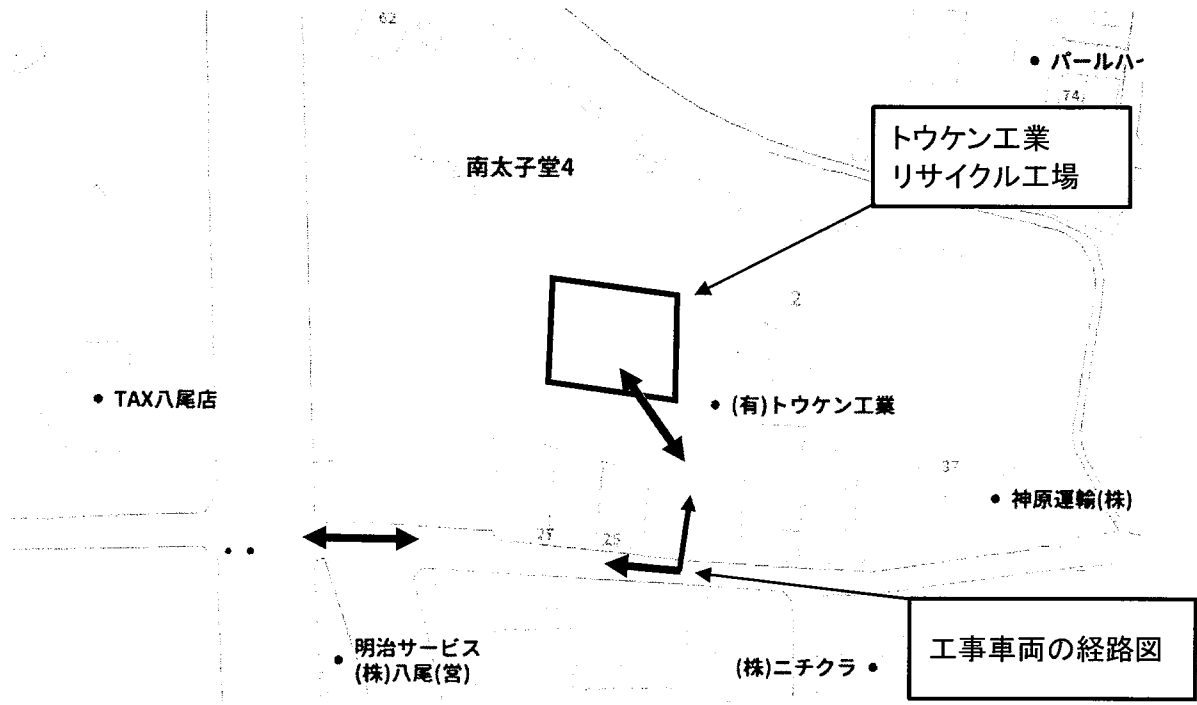 62
パールハ
74
トウケン工業
リサイクル工場
南太子堂4
2
TAX八尾店
(有)トウケン工業
37
神原運輸(株)
27
25
明治サービス
(株)八尾(営)
(株)ニチクラ
工事車両の経路図